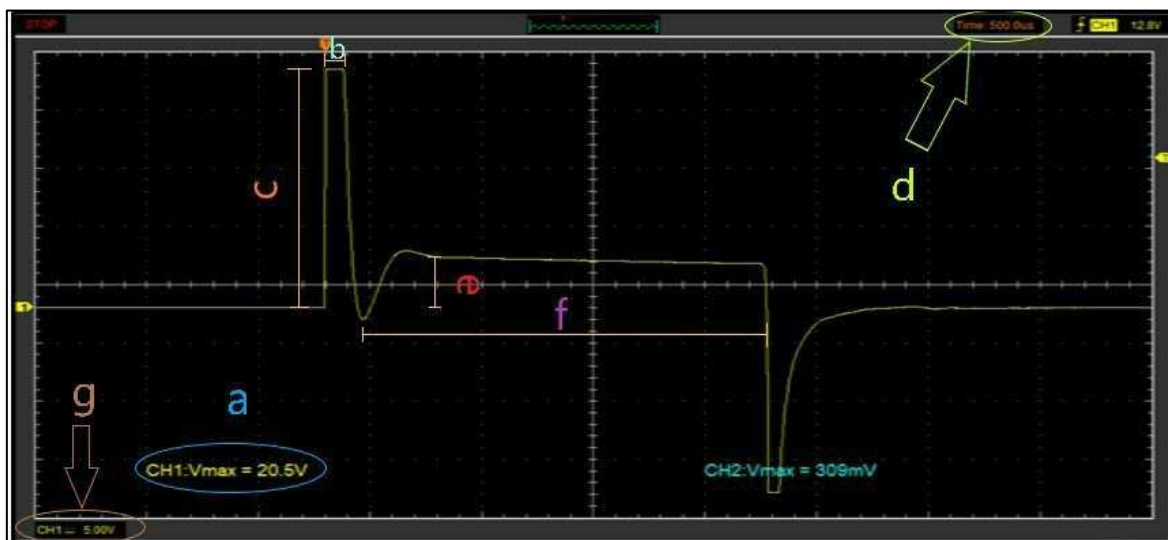 STOP
Time: 500.0us
CH1 12.8V
b
c
d
e
f
g
a
CH1:Vmax = 20.5V
CH2:Vmax = 309mV
CH1 5.00V